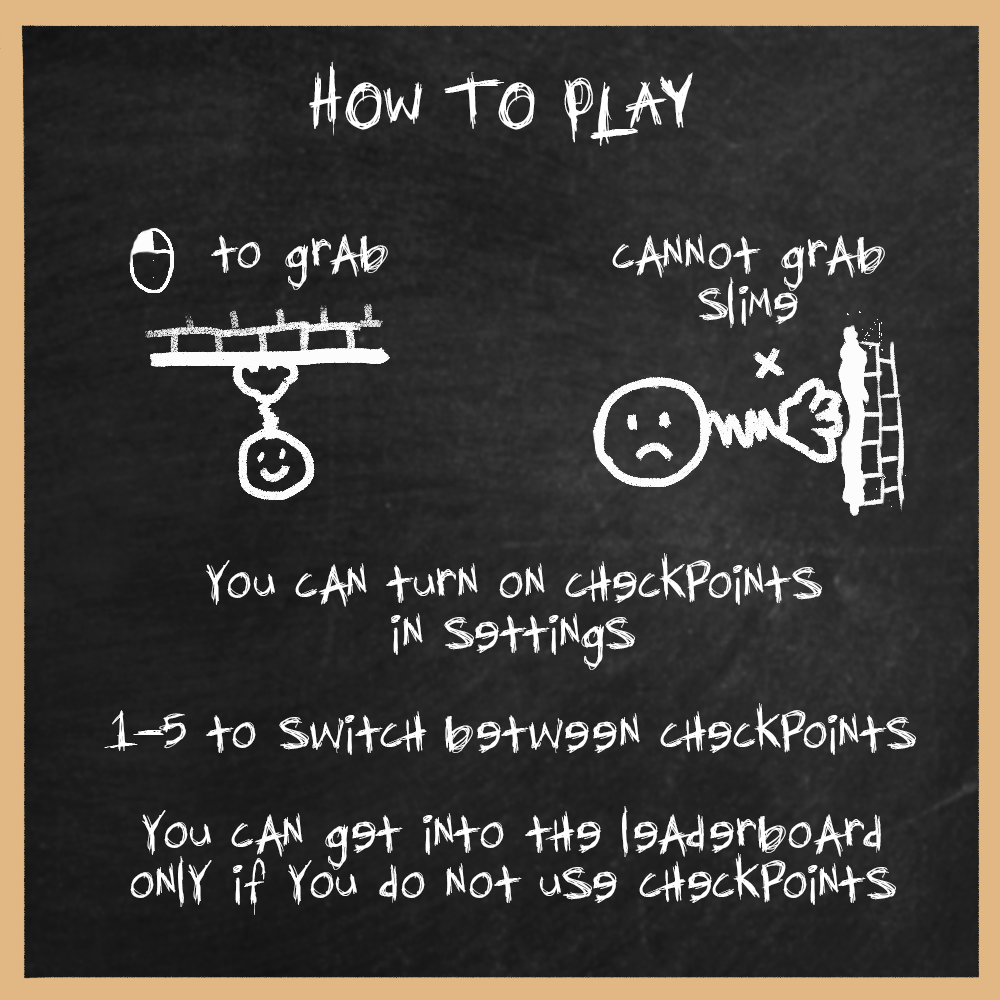 HOW TO PLAY
to grAb
cANNot grAb
SliMe
You cAN turN oN cHeckPoiNtS
iN SettiNgS
1-5 to SWitcH betWeeN cHeckPoiNtS
You cAN get iNto tHe leAderboArd
oNlY if You do Not uSe cHeckPoiNtS